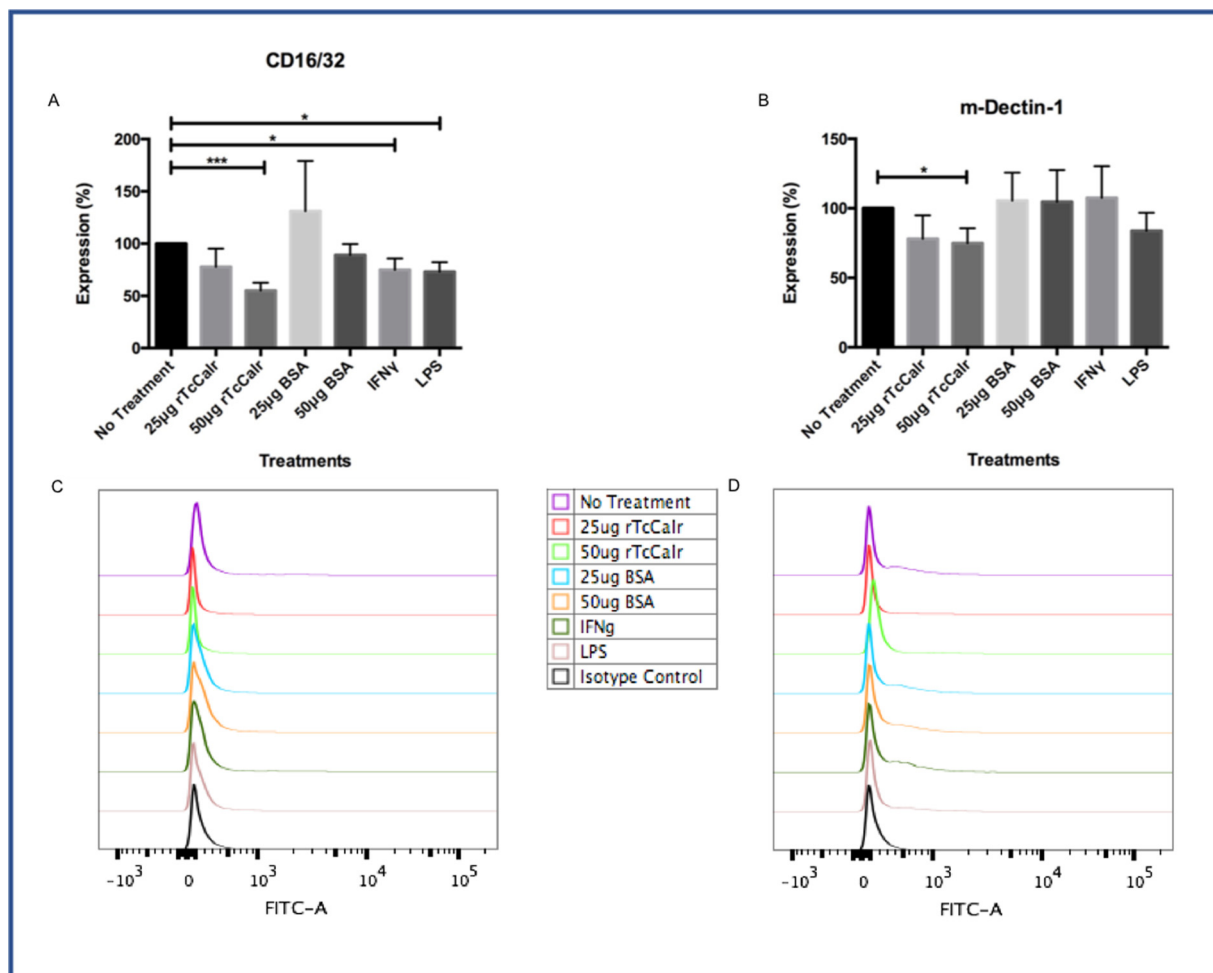 CD16/32
A
*
*
***
200
150
100
50
0
Expression (%)
No Treatment
25µg rTcCalr
50µg rTcCalr
25µg BSA
50µg BSA
IFNγ
LPS
Treatments
B
m-Dectin-1
*
150
100
50
0
Expression (%)
No Treatment
25µg rTcCalr
50µg rTcCalr
25µg BSA
50µg BSA
IFNγ
LPS
Treatments
C
-10³ 0 10³ 10⁴ 10⁵
FITC-A
No Treatment
25ug rTcCalr
50ug rTcCalr
25ug BSA
50ug BSA
IFNg
LPS
Isotype Control
D
-10³ 0 10³ 10⁴ 10⁵
FITC-A